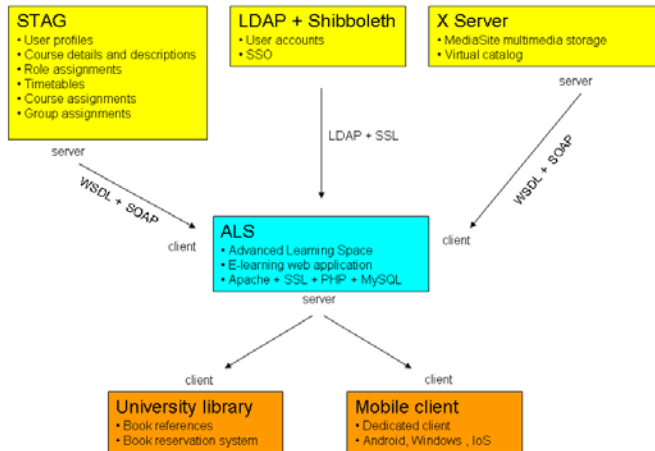 STAG
• User profiles
• Course details and descriptions
• Role assignments
• Timetables
• Course assignments
• Group assignments
LDAP + Shibboleth
• User accounts
• SSO
X Server
• MediaSite multimedia storage
• Virtual catalog
server
server
WSDL + SOAP
LDAP + SSL
WSDL + SOAP
client
client
ALS
• Advanced Learning Space
• E-learning web application
• Apache + SSL + PHP + MySQL
server
client
client
University library
• Book references
• Book reservation system
Mobile client
• Dedicated client
• Android, Windows , IoS